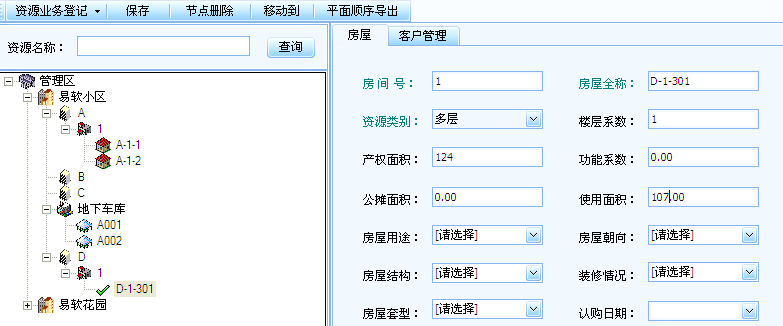 资源业务登记 保存 节点删除 移动到 平面顺序导出
资源名称： 查询
管理区
易软小区
A
1
A-1-1
A-1-2
B
C
地下车库
A001
A002
D
1
D-1-301
易软花园
房屋 客户管理
房 间 号： 1 房屋全称： D-1-301
资源类别： 多层 楼层系数： 1
产权面积： 124 功能系数： 0.00
公摊面积： 0.00 使用面积： 107.00
房屋用途： [请选择] 房屋朝向： [请选择]
房屋结构： [请选择] 装修情况： [请选择]
房屋套型： [请选择] 认购日期：